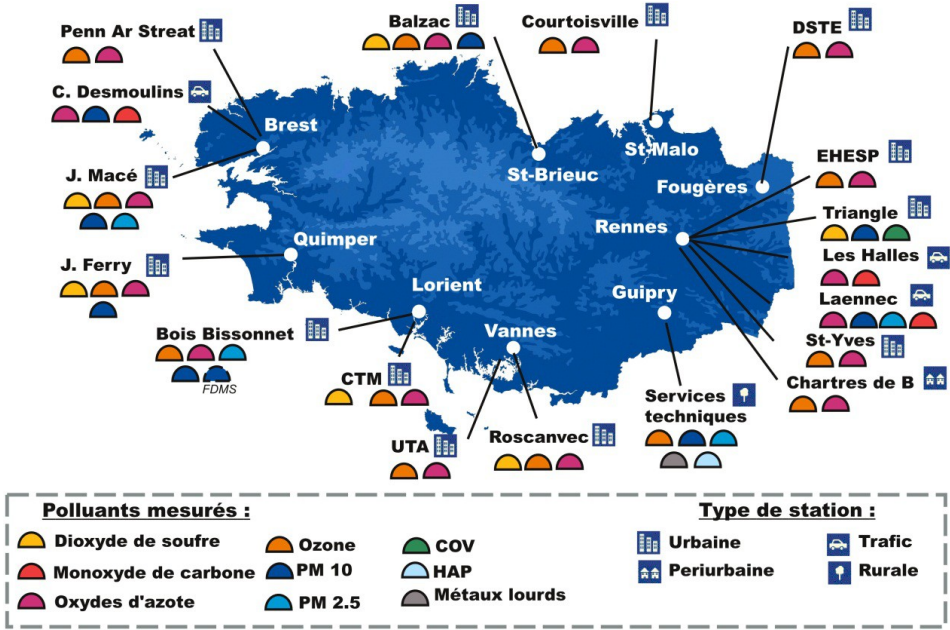 Penn Ar Streat
Balzac
Courtoisville
DSTE
C. Desmoulins
Brest
St-Malo
St-Brieuc
EHESP
J. Macé
Fougères
Triangle
Rennes
Quimper
Les Halles
J. Ferry
Lorient
Guipry
Laennec
Bois Bissonnet
Vannes
St-Yves
FDMS
CTM
Chartres de B
Services
techniques
UTA
Roscanvec
Polluants mesurés :
Type de station :
Dioxyde de soufre
Ozone
COV
Urbaine
Trafic
Monoxyde de carbone
PM 10
HAP
Periurbaine
Rurale
Oxydes d'azote
PM 2.5
Métaux lourds